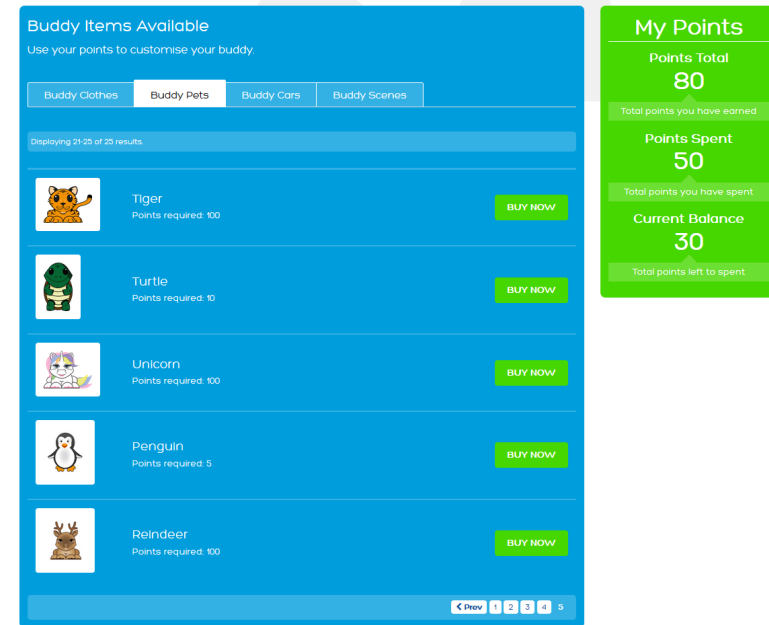 Buddy Items Available
Use your points to customise your buddy.
Buddy Clothes
Buddy Pets
Buddy Cars
Buddy Scenes
Displaying 21-25 of 25 results.
Tiger
Points required: 100
BUY NOW
Turtle
Points required: 10
BUY NOW
Unicorn
Points required: 100
BUY NOW
Penguin
Points required: 5
BUY NOW
Reindeer
Points required: 100
BUY NOW
Prev 1 2 3 4 5
My Points
Points Total
80
Total points you have earned
Points Spent
50
Total points you have spent
Current Balance
30
Total points left to spent